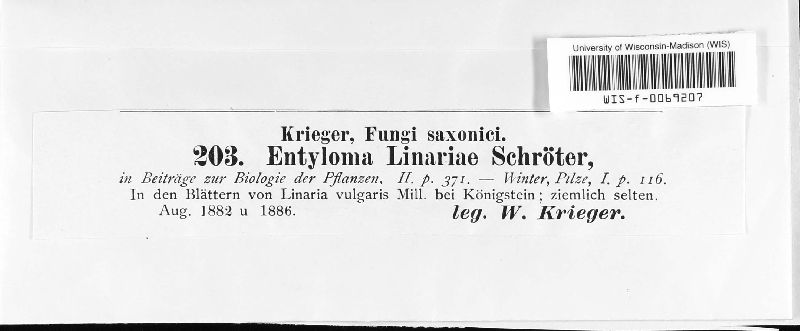 University of Wisconsin-Madison (WIS)
WIS-f-0069207
Krieger, Fungi saxonici.
203. Entyloma Linariae Schröter,
in Beiträge zur Biologie der Pflanzen, II. p. 371. — Winter, Pilze, I. p. 116.
In den Blättern von Linaria vulgaris Mill. bei Königstein; ziemlich selten.
Aug. 1882 u 1886. leg. W. Krieger.